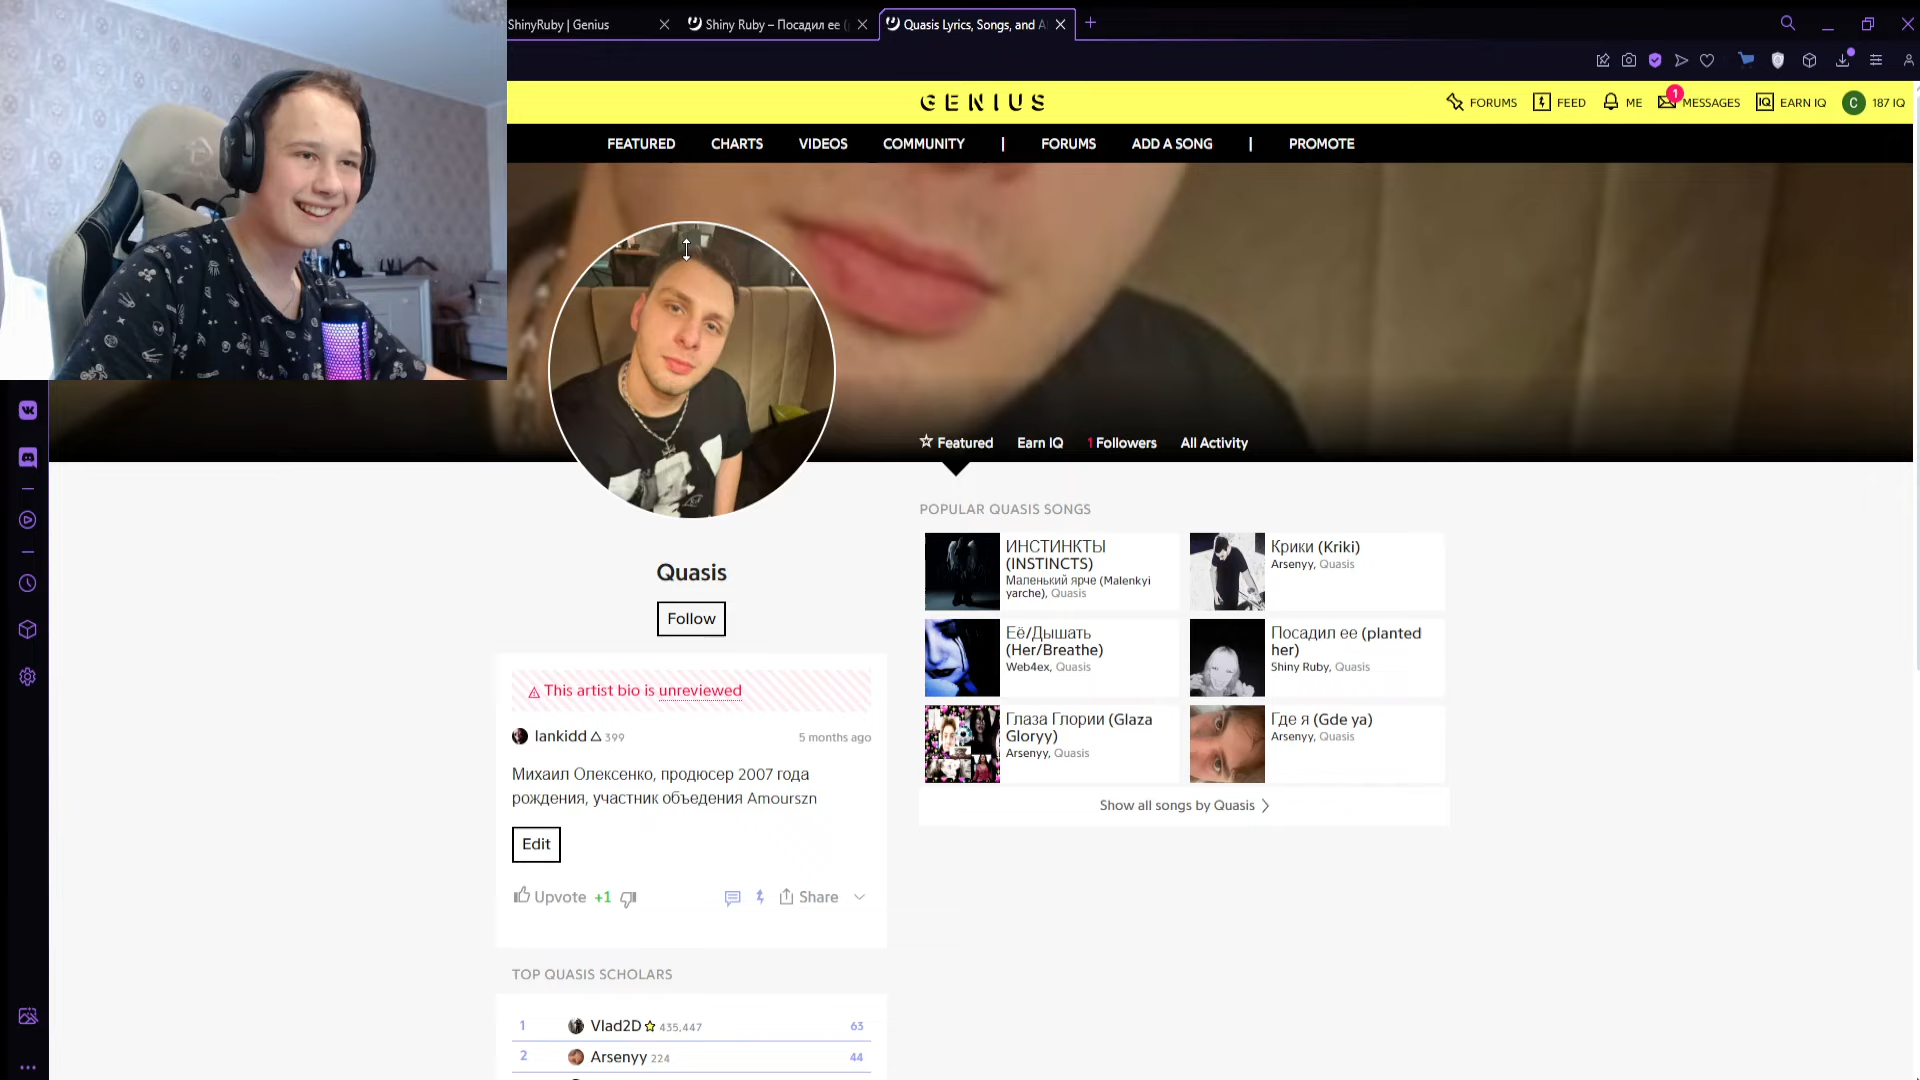 ShinyRuby | Genius
Shiny Ruby – Посадил ее (
Quasis Lyrics, Songs, and A
GENIUS
FORUMS
FEED
ME
1
MESSAGES
IQ
EARN IQ
C
187 IQ
FEATURED
CHARTS
VIDEOS
COMMUNITY
|
FORUMS
ADD A SONG
|
PROMOTE
Featured
Earn IQ
1 Followers
All Activity
Quasis
Follow
This artist bio is unreviewed
lankidd 399
5 months ago
Михаил Олексенко, продюсер 2007 года
рождения, участник объедения Amourszn
Edit
Upvote +1
Share
TOP QUASIS SCHOLARS
1 Vlad2D 435,447 63
2 Arsenyy 224 44
POPULAR QUASIS SONGS
ИНСТИНКТЫ
(INSTINCTS)
Маленький ярче (Malenkyi
yarche), Quasis
Крики (Kriki)
Arsenyy, Quasis
Её/Дышать
(Her/Breathe)
Web4ex, Quasis
Посадил ее (planted
her)
Shiny Ruby, Quasis
Глаза Глории (Glaza
Gloryy)
Arsenyy, Quasis
Где я (Gde ya)
Arsenyy, Quasis
Show all songs by Quasis